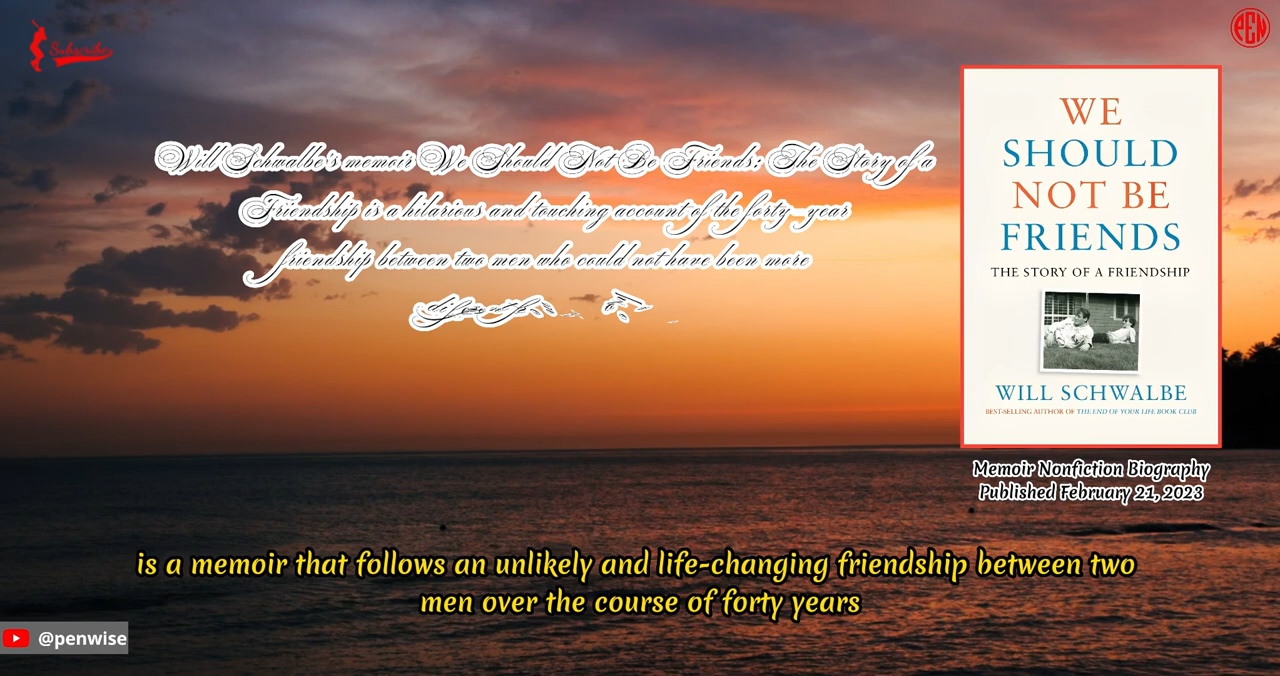 Subscribe
PEN
Will Schwalbe's memoir We Should Not Be Friends: The Story of a
Friendship is a hilarious and touching account of the forty-year
friendship between two men who could not have been more
WE
SHOULD
NOT BE
FRIENDS
THE STORY OF A FRIENDSHIP
WILL SCHWALBE
BEST-SELLING AUTHOR OF THE END OF YOUR LIFE BOOK CLUB
Memoir Nonfiction Biography
Published February 21, 2023
is a memoir that follows an unlikely and life-changing friendship between two
men over the course of forty years
@penwise